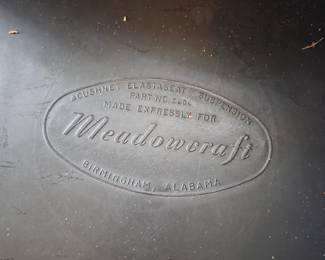 ACUSHNET ELASTASEAT SUSPENSION
PART NO.
MADE EXPRESSLY FOR
Meadowcraft
BIRMINGHAM, ALABAMA